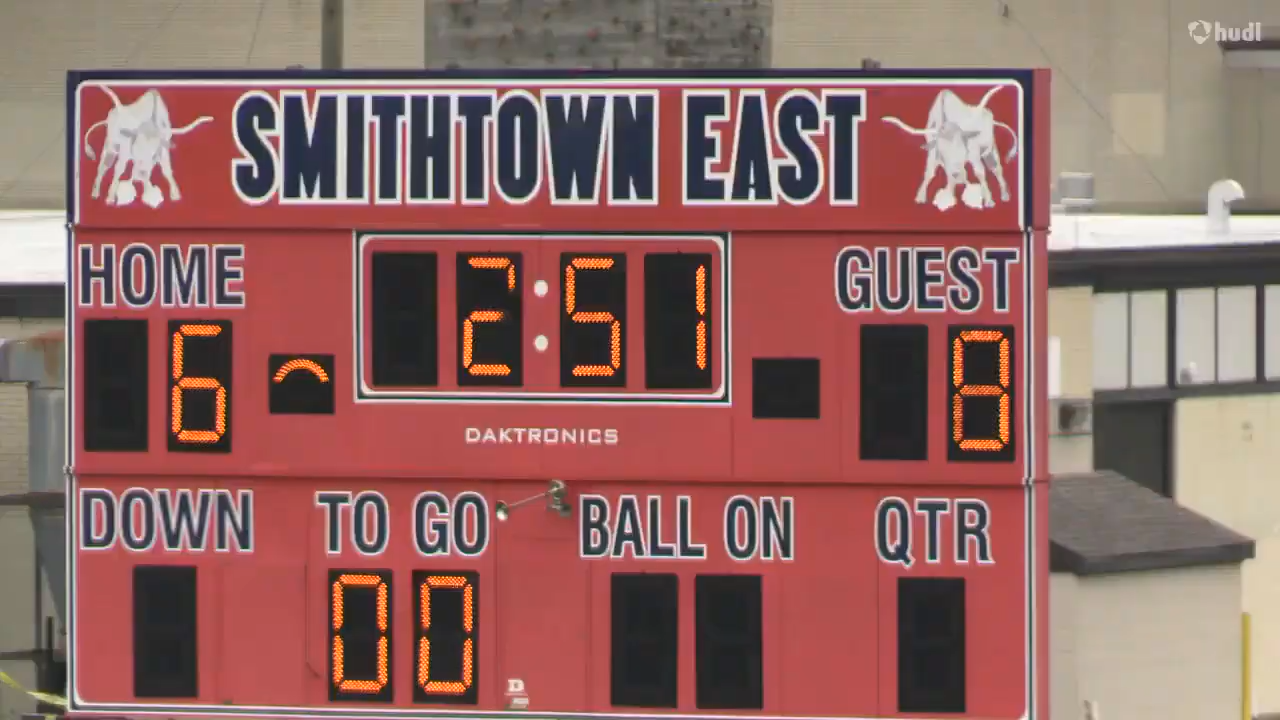 hudl
SMITHTOWN EAST
HOME 2:51 GUEST
6 8
DAKTRONICS
DOWN TO GO BALL ON QTR
00